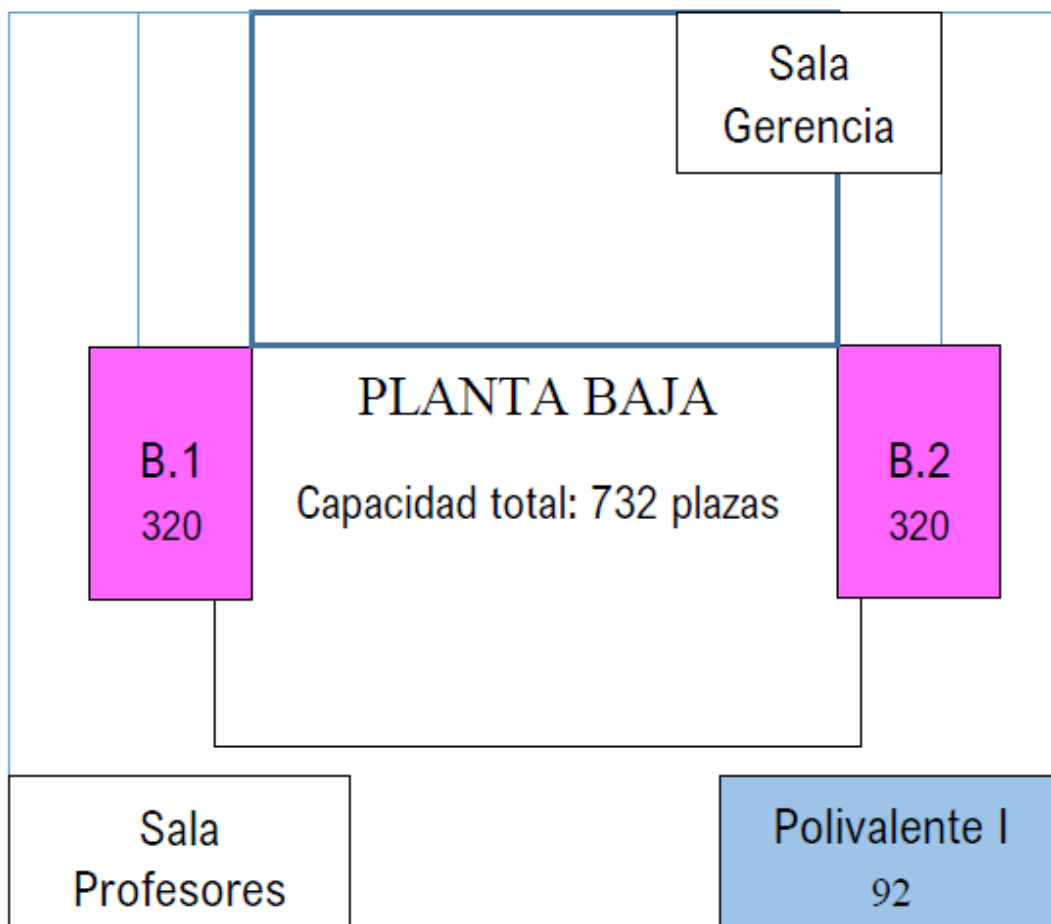 Sala
Gerencia
PLANTA BAJA
Capacidad total: 732 plazas
B.1
320
B.2
320
Sala
Profesores
Polivalente I
92